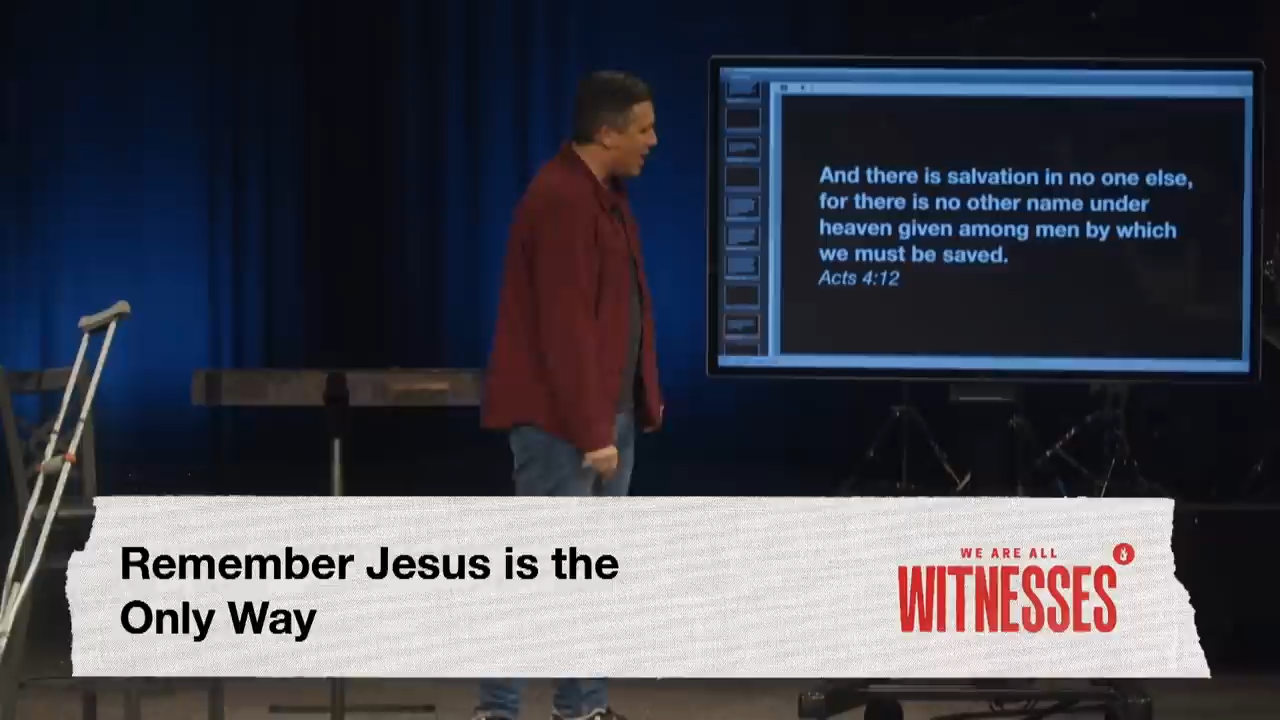 And there is salvation in no one else,
for there is no other name under
heaven given among men by which
we must be saved.
Acts 4:12
Remember Jesus is the
Only Way
WE ARE ALL
WITNESSES